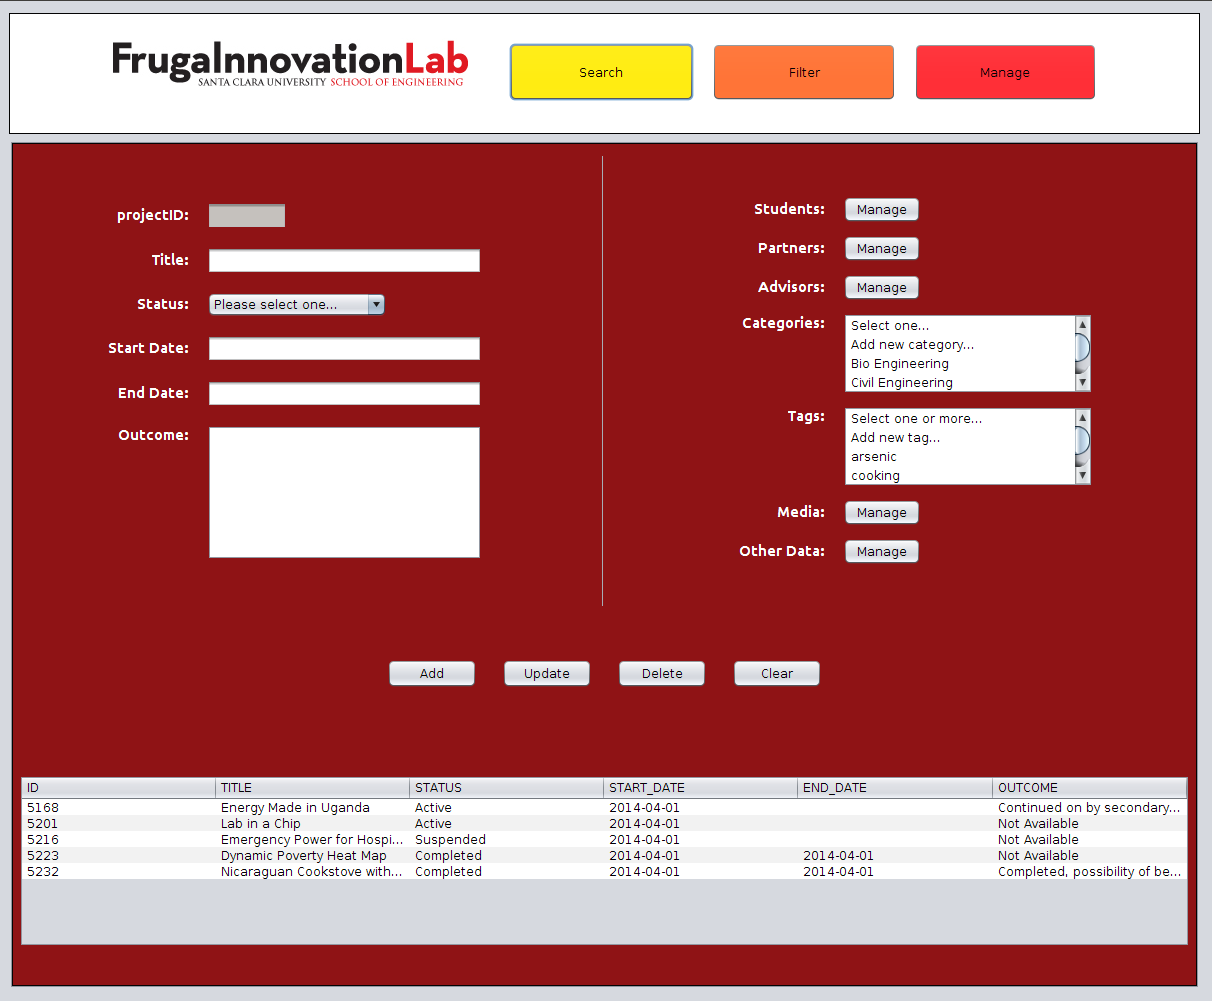 FrugalnnovationLab
SANTA CLARA UNIVERSITY SCHOOL OF ENGINEERING
Search
Filter
Manage
projectID:
Title:
Status: Please select one...
Start Date:
End Date:
Outcome:
Students: Manage
Partners: Manage
Advisors: Manage
Categories: Select one...
Add new category...
Bio Engineering
Civil Engineering
Tags: Select one or more...
Add new tag...
arsenic
cooking
Media: Manage
Other Data: Manage
Add Update Delete Clear
ID TITLE STATUS START_DATE END_DATE OUTCOME
5168 Energy Made in Uganda Active 2014-04-01 Continued on by secondary...
5201 Lab in a Chip Active 2014-04-01 Not Available
5216 Emergency Power for Hospi... Suspended 2014-04-01 Not Available
5223 Dynamic Poverty Heat Map Completed 2014-04-01 2014-04-01 Not Available
5232 Nicaraguan Cookstove with... Completed 2014-04-01 2014-04-01 Completed, possibility of be...